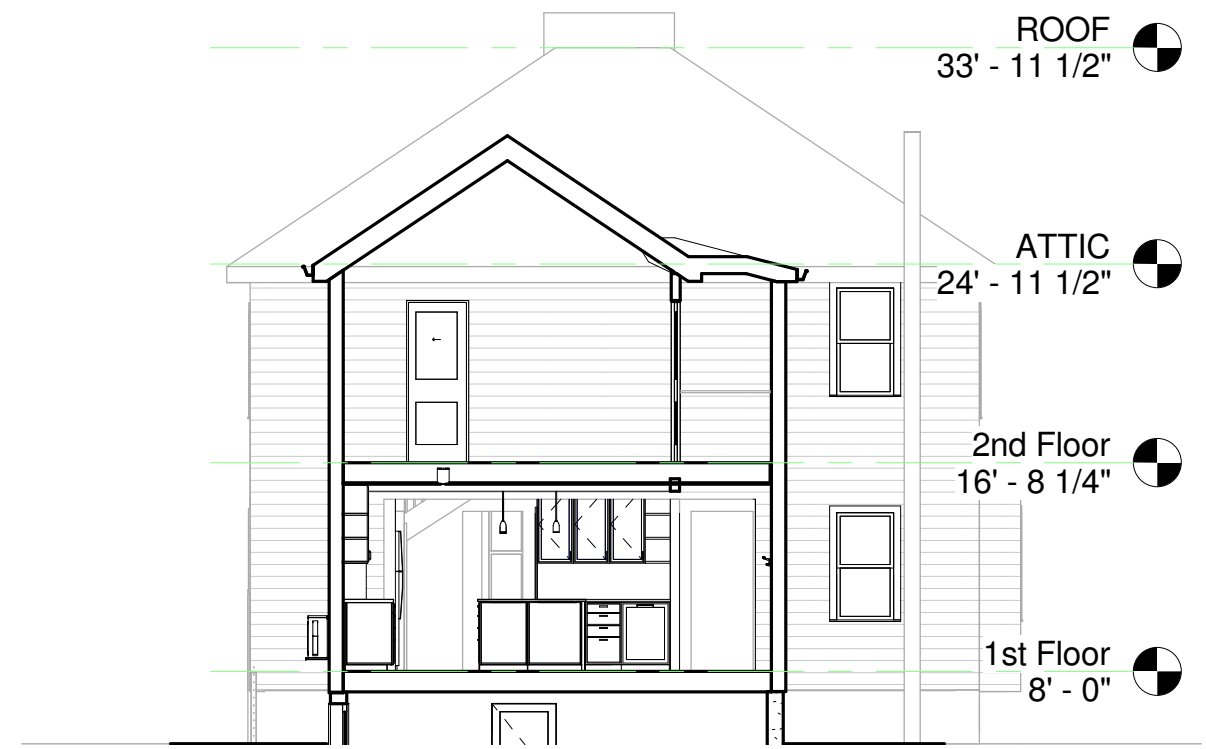 ROOF
33' - 11 1/2"
ATTIC
24' - 11 1/2"
2nd Floor
16' - 8 1/4"
1st Floor
8' - 0"